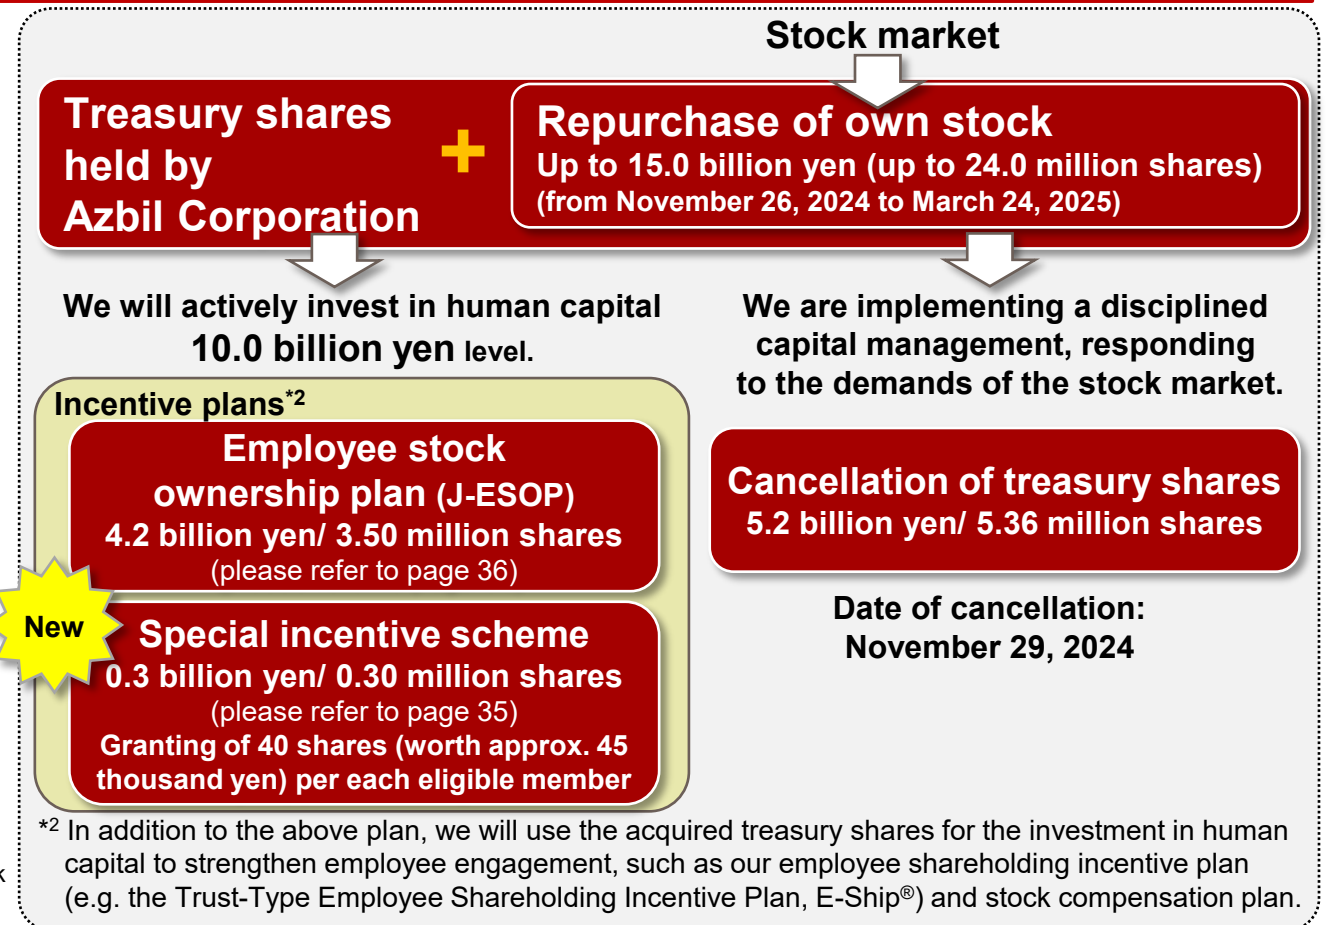 Stock market
Treasury shares
held by
Azbil Corporation
+
Repurchase of own stock
Up to 15.0 billion yen (up to 24.0 million shares)
(from November 26, 2024 to March 24, 2025)
We will actively invest in human capital
10.0 billion yen level.
Incentive plans*2
Employee stock
ownership plan (J-ESOP)
4.2 billion yen/ 3.50 million shares
(please refer to page 36)
New
Special incentive scheme
0.3 billion yen/ 0.30 million shares
(please refer to page 35)
Granting of 40 shares (worth approx. 45
thousand yen) per each eligible member
We are implementing a disciplined
capital management, responding
to the demands of the stock market.
Cancellation of treasury shares
5.2 billion yen/ 5.36 million shares
Date of cancellation:
November 29, 2024
*2 In addition to the above plan, we will use the acquired treasury shares for the investment in human
capital to strengthen employee engagement, such as our employee shareholding incentive plan
(e.g. the Trust-Type Employee Shareholding Incentive Plan, E-Ship®) and stock compensation plan.